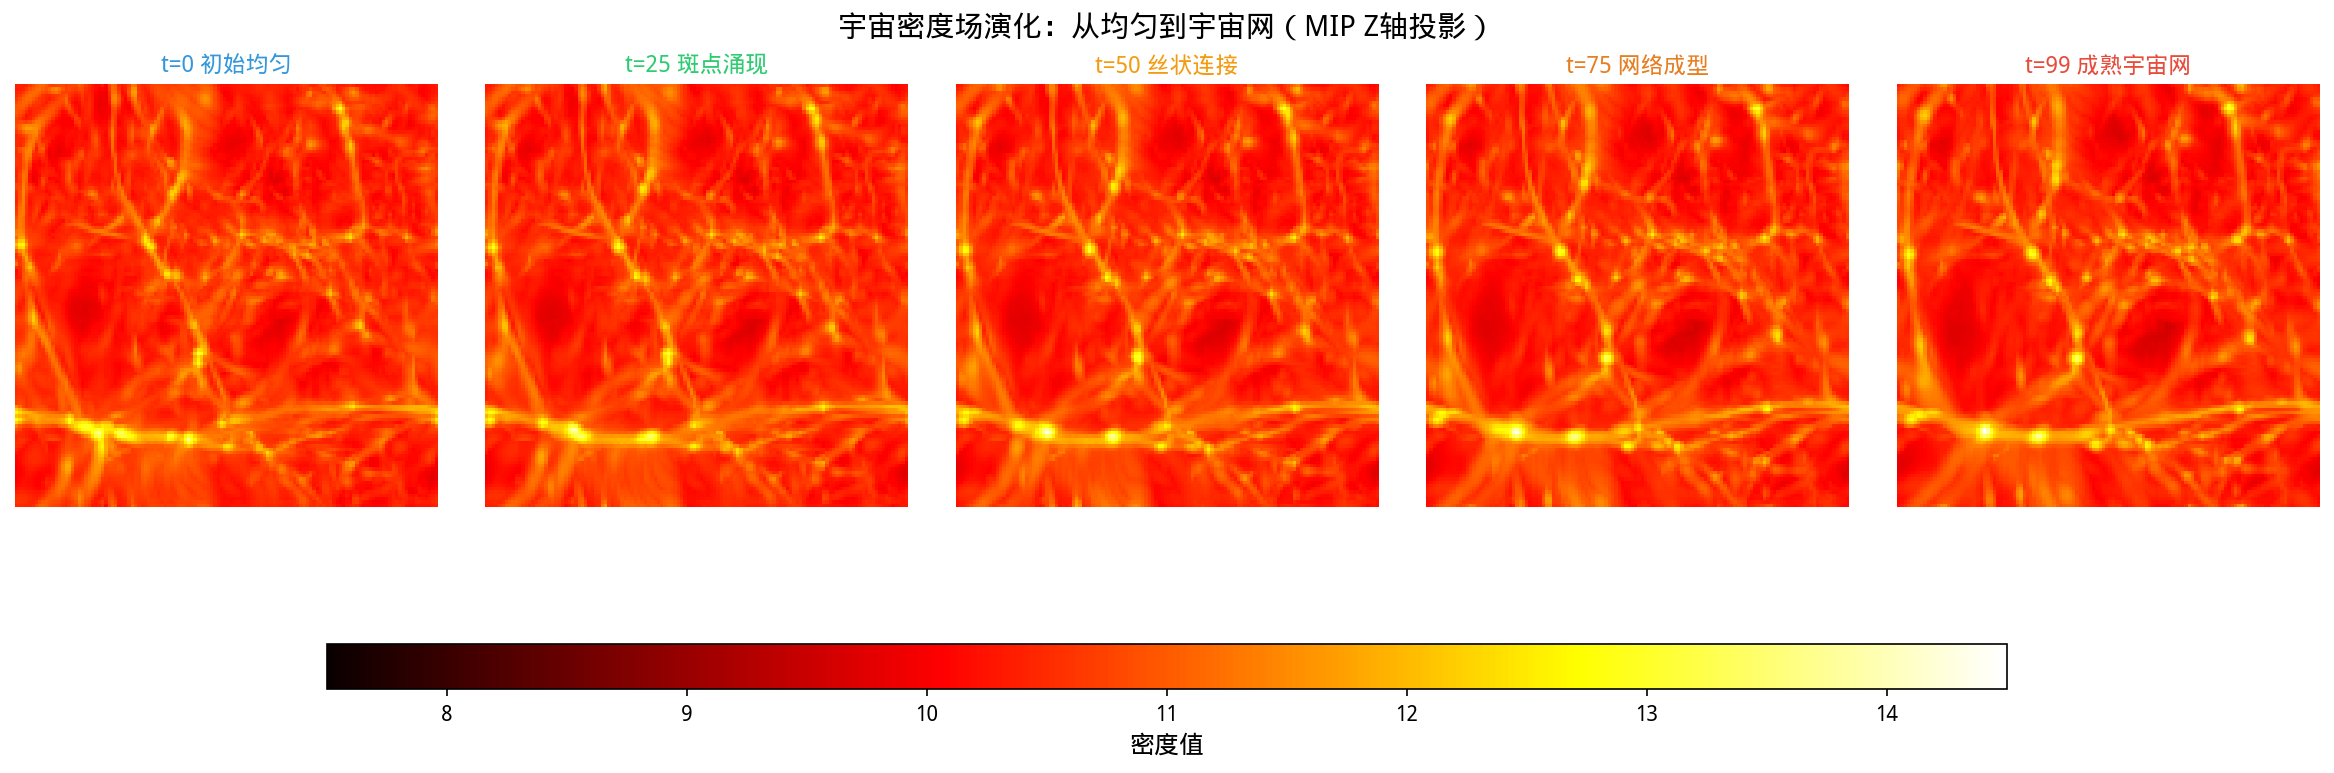 宇宙密度场演化：从均匀到宇宙网（MIP Z轴投影）
t=0 初始均匀
t=25 斑点涌现
t=50 丝状连接
t=75 网络成型
t=99 成熟宇宙网
8 9 10 11 12 13 14
密度值